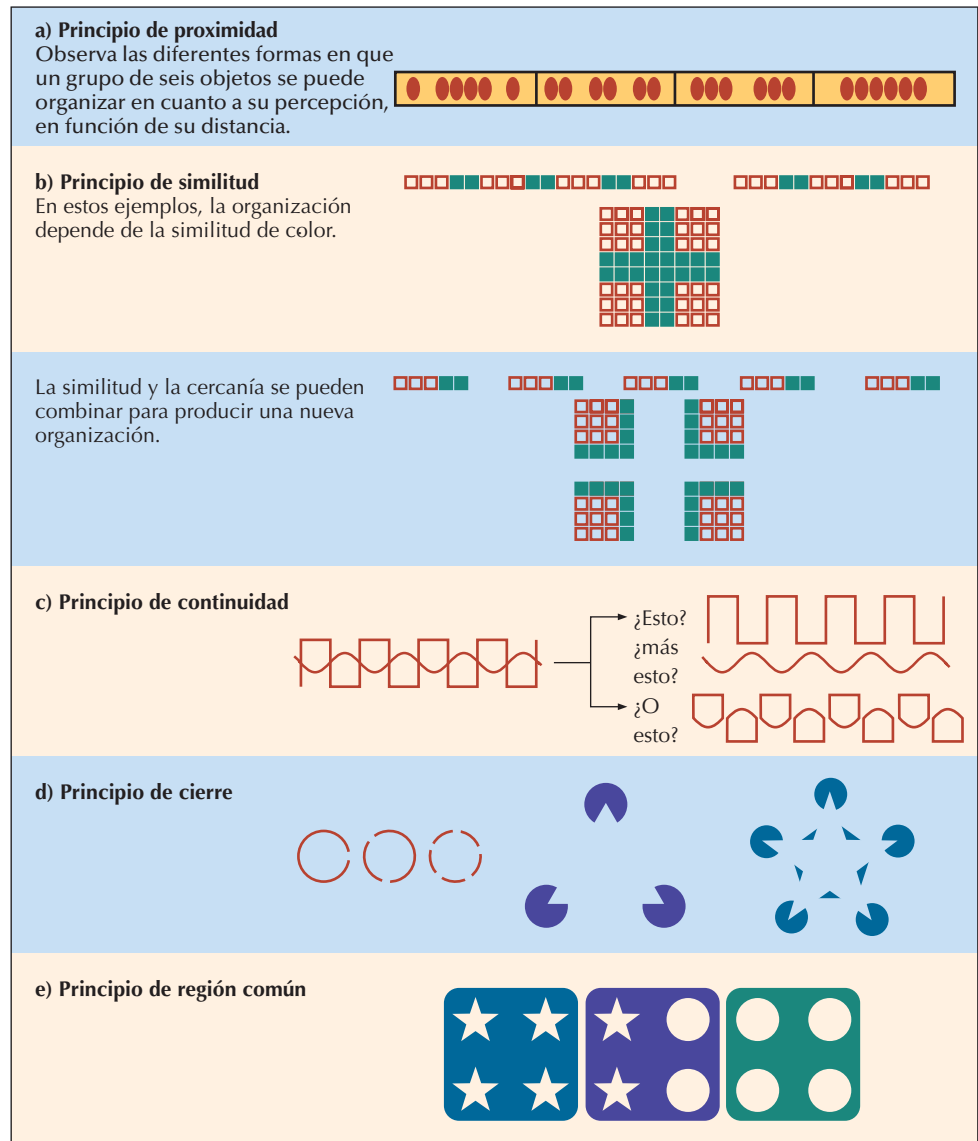 a) Principio de proximidad
Observa las diferentes formas en que
un grupo de seis objetos se puede
organizar en cuanto a su percepción,
en función de su distancia.
b) Principio de similitud
En estos ejemplos, la organización
depende de la similitud de color.
La similitud y la cercanía se pueden
combinar para producir una nueva
organización.
c) Principio de continuidad
¿Esto?
¿más
esto?
¿O
esto?
d) Principio de cierre
e) Principio de región común